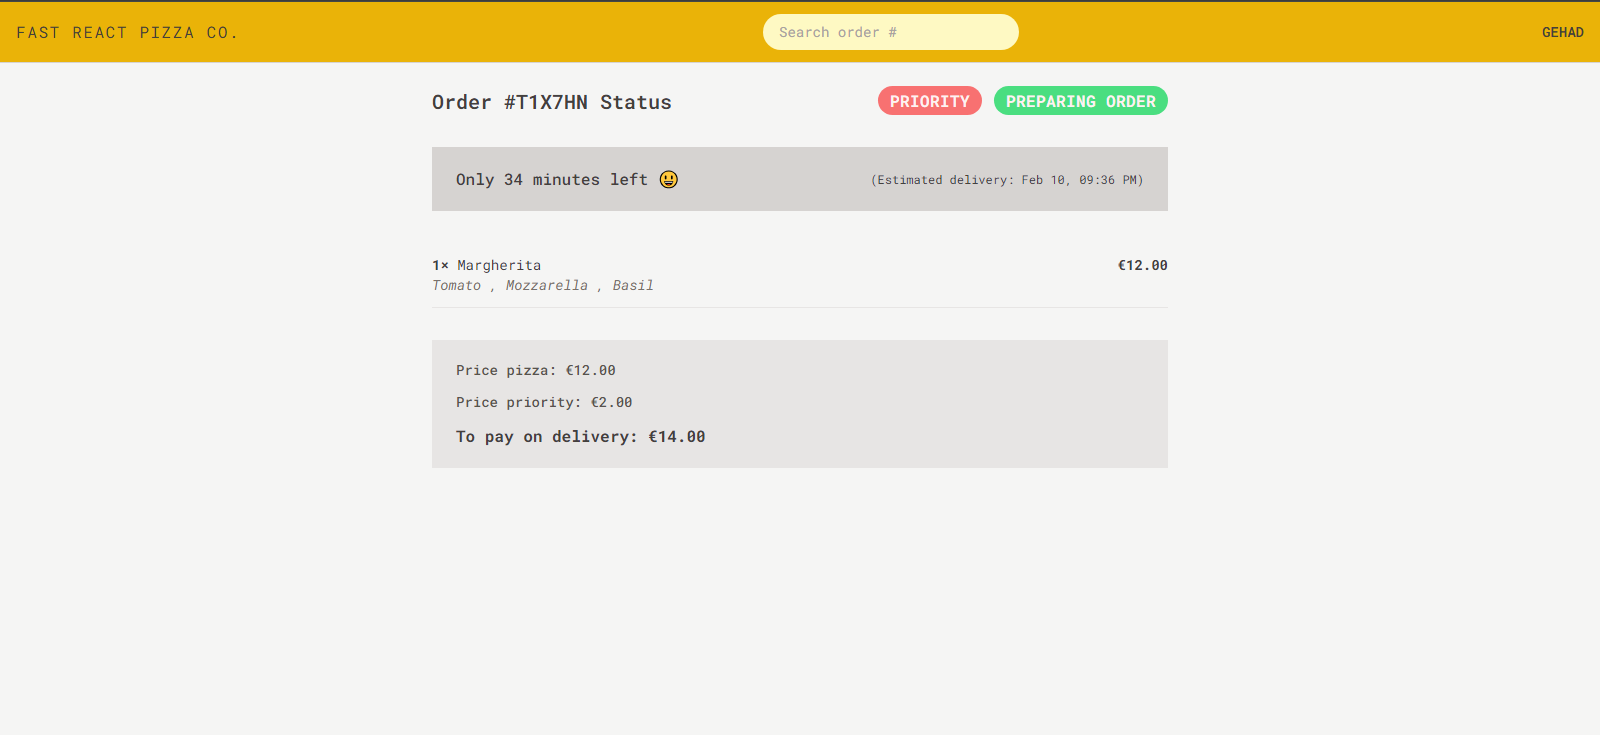 FAST REACT PIZZA CO.
Search order #
GEHAD
Order #T1X7HN Status
PRIORITY
PREPARING ORDER
Only 34 minutes left 😃
(Estimated delivery: Feb 10, 09:36 PM)
1× Margherita
€12.00
Tomato , Mozzarella , Basil
Price pizza: €12.00
Price priority: €2.00
To pay on delivery: €14.00